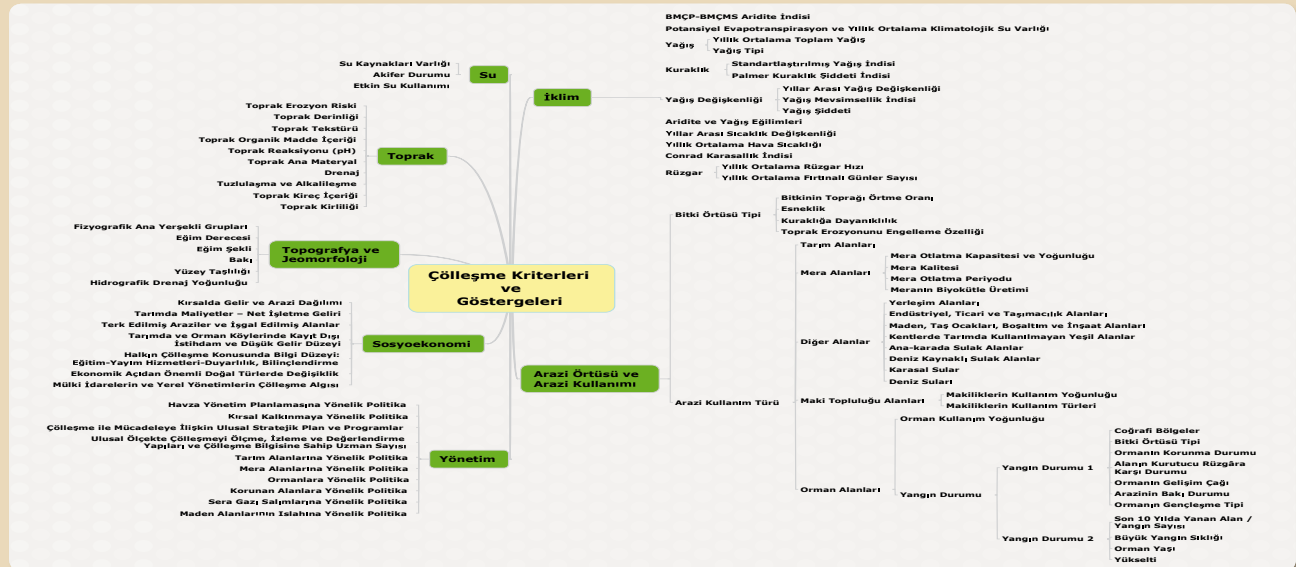 Çölleşme Kriterleri
ve
Göstergeleri
Su
Su Kaynakları Varlığı
Akifer Durumu
Etkin Su Kullanımı
Toprak
Toprak Erozyon Riski
Toprak Derinliği
Toprak Tekstürü
Toprak Organik Madde İçeriği
Toprak Reaksiyonu (pH)
Toprak Ana Materyal
Drenaj
Tuzlulaşma ve Alkalileşme
Toprak Kireç İçeriği
Toprak Kirliliği
Topografya ve
Jeomorfoloji
Fizyografik Ana Yerşekli Grupları
Eğim Derecesi
Eğim Şekli
Bakı
Yüzey Taşlılığı
Hidrografik Drenaj Yoğunluğu
Sosyoekonomi
Kırsalda Gelir ve Arazi Dağılımı
Tarımda Maliyetler – Net İşletme Geliri
Terk Edilmiş Araziler ve İşgal Edilmiş Alanlar
Tarımda ve Orman Köylerinde Kayıt Dışı
İstihdam ve Düşük Gelir Düzeyi
Halkın Çölleşme Konusunda Bilgi Düzeyi:
Eğitim-Yayım Hizmetleri-Duyarlılık, Bilinçlendirme
Ekonomik Açıdan Önemli Doğal Türlerde Değişiklik
Mülki İdarelerin ve Yerel Yönetimlerin Çölleşme Algısı
Yönetim
Havza Yönetim Planlamasına Yönelik Politika
Kırsal Kalkınmaya Yönelik Politika
Çölleşme ile Mücadeleye İlişkin Ulusal Stratejik Plan ve Programlar
Ulusal Ölçekte Çölleşmeyi Ölçme, İzleme ve Değerlendirme
Yapıları ve Çölleşme Bilgisine Sahip Uzman Sayısı
Tarım Alanlarına Yönelik Politika
Mera Alanlarına Yönelik Politika
Ormanlara Yönelik Politika
Korunan Alanlara Yönelik Politika
Sera Gazı Salımlarına Yönelik Politika
Maden Alanlarının Islahına Yönelik Politika
İklim
BMÇP-BMÇMS Aridite İndisi
Potansiyel Evapotranspirasyon ve Yıllık Ortalama Klimatolojik Su Varlığı
Yağış
Yıllık Ortalama Toplam Yağış
Yağış Tipi
Kuraklık
Standartlaştırılmış Yağış İndisi
Palmer Kuraklık Şiddeti İndisi
Yağış Değişkenliği
Yıllar Arası Yağış Değişkenliği
Yağış Mevsimsellik İndisi
Yağış Şiddeti
Aridite ve Yağış Eğilimleri
Yıllar Arası Sıcaklık Değişkenliği
Yıllık Ortalama Hava Sıcaklığı
Conrad Karasallık İndisi
Rüzgar
Yıllık Ortalama Rüzgar Hızı
Yıllık Ortalama Fırtınalı Günler Sayısı
Arazi Örtüsü ve
Arazi Kullanımı
Bitki Örtüsü Tipi
Bitkinin Toprağı Örtme Oranı
Esneklik
Kuraklığa Dayanıklılık
Toprak Erozyonunu Engelleme Özelliği
Arazi Kullanım Türü
Tarım Alanları
Mera Alanları
Mera Otlatma Kapasitesi ve Yoğunluğu
Mera Kalitesi
Mera Otlatma Periyodu
Meranın Biyokütle Üretimi
Diğer Alanlar
Yerleşim Alanları
Endüstriyel, Ticari ve Taşımacılık Alanları
Maden, Taş Ocakları, Boşaltım ve İnşaat Alanları
Kentlerde Tarımda Kullanılmayan Yeşil Alanlar
Ana-karada Sulak Alanlar
Deniz Kaynaklı Sulak Alanlar
Karasal Sular
Deniz Suları
Maki Topluluğu Alanları
Makiliklerin Kullanım Yoğunluğu
Makiliklerin Kullanım Türleri
Orman Alanları
Orman Kullanım Yoğunluğu
Yangın Durumu
Yangın Durumu 1
Coğrafi Bölgeler
Bitki Örtüsü Tipi
Ormanın Korunma Durumu
Alanın Kurutucu Rüzgâra
Karşı Durumu
Ormanın Gelişim Çağı
Arazinin Bakı Durumu
Ormanın Gençleşme Tipi
Yangın Durumu 2
Son 10 Yılda Yanan Alan /
Yangın Sayısı
Büyük Yangın Sıklığı
Orman Yaşı
Yükselti